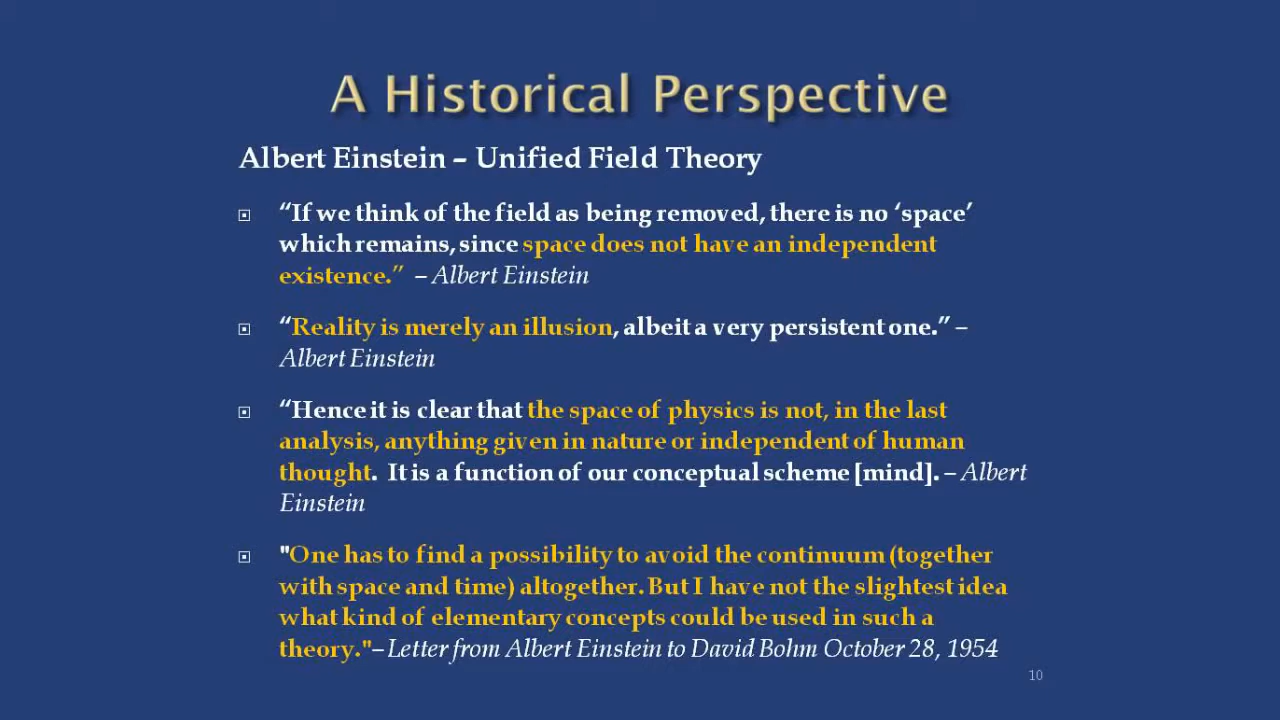 A Historical Perspective
Albert Einstein – Unified Field Theory
“If we think of the field as being removed, there is no ‘space’
which remains, since space does not have an independent
existence.” – Albert Einstein
“Reality is merely an illusion, albeit a very persistent one.” –
Albert Einstein
“Hence it is clear that the space of physics is not, in the last
analysis, anything given in nature or independent of human
thought. It is a function of our conceptual scheme [mind]. – Albert
Einstein
"One has to find a possibility to avoid the continuum (together
with space and time) altogether. But I have not the slightest idea
what kind of elementary concepts could be used in such a
theory."– Letter from Albert Einstein to David Bohm October 28, 1954
10